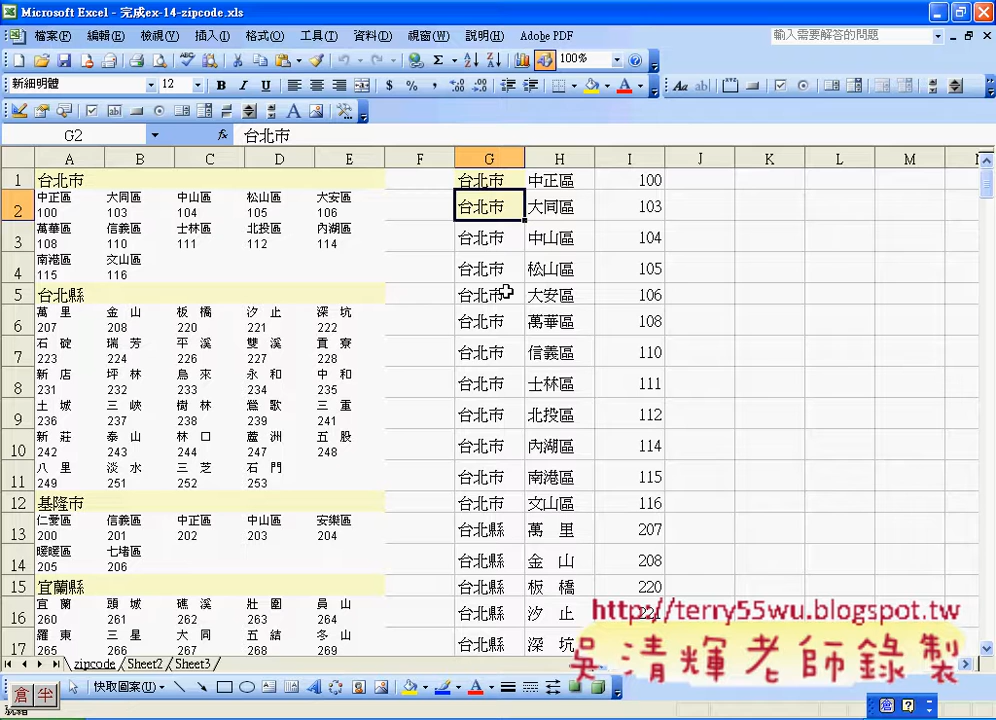 Microsoft Excel - 完成ex-14-zipcode.xls
檔案(F) 編輯(E) 檢視(V) 插入(I) 格式(O) 工具(T) 資料(D) 視窗(W) 說明(H) Adobe PDF 輸入需要解答的問題
100%
新細明體 12 B I U $ % ,
G2 fx 台北市
A B C D E F G H I J K L M
1 台北市 台北市 中正區 100
中正區 大同區 中山區 松山區 大安區
2 100 103 104 105 106 台北市 大同區 103
萬華區 信義區 士林區 北投區 內湖區
3 108 110 111 112 114 台北市 中山區 104
南港區 文山區
4 115 116 台北市 松山區 105
5 台北縣 台北市 大安區 106
萬 里 金 山 板 橋 汐 止 深 坑
6 207 208 220 221 222 台北市 萬華區 108
石 碇 瑞 芳 平 溪 雙 溪 貢 寮
7 223 224 226 227 228 台北市 信義區 110
新 店 坪 林 烏 來 永 和 中 和
8 231 232 233 234 235 台北市 士林區 111
土 城 三 峽 樹 林 鶯 歌 三 重
9 236 237 238 239 241 台北市 北投區 112
新 莊 泰 山 林 口 蘆 洲 五 股
10 242 243 244 247 248 台北市 內湖區 114
八 里 淡 水 三 芝 石 門
11 249 251 252 253 台北市 南港區 115
12 基隆市 台北市 文山區 116
仁愛區 信義區 中正區 中山區 安樂區
13 200 201 202 203 204 台北縣 萬 里 207
暖暖區 七堵區
14 205 206 台北縣 金 山 208
15 宜蘭縣 台北縣 板 橋 220
宜 蘭 頭 城 礁 溪 壯 圍 員 山
16 260 261 262 263 264 台北縣 汐 止 221
羅 東 三 星 大 同 五 結 冬 山
17 265 266 267 268 269 台北縣 深 坑
http://terry55wu.blogspot.tw
吳清輝老師錄製
zipcode Sheet2 Sheet3
快取圖案(U)
倉 半
就緒
倉